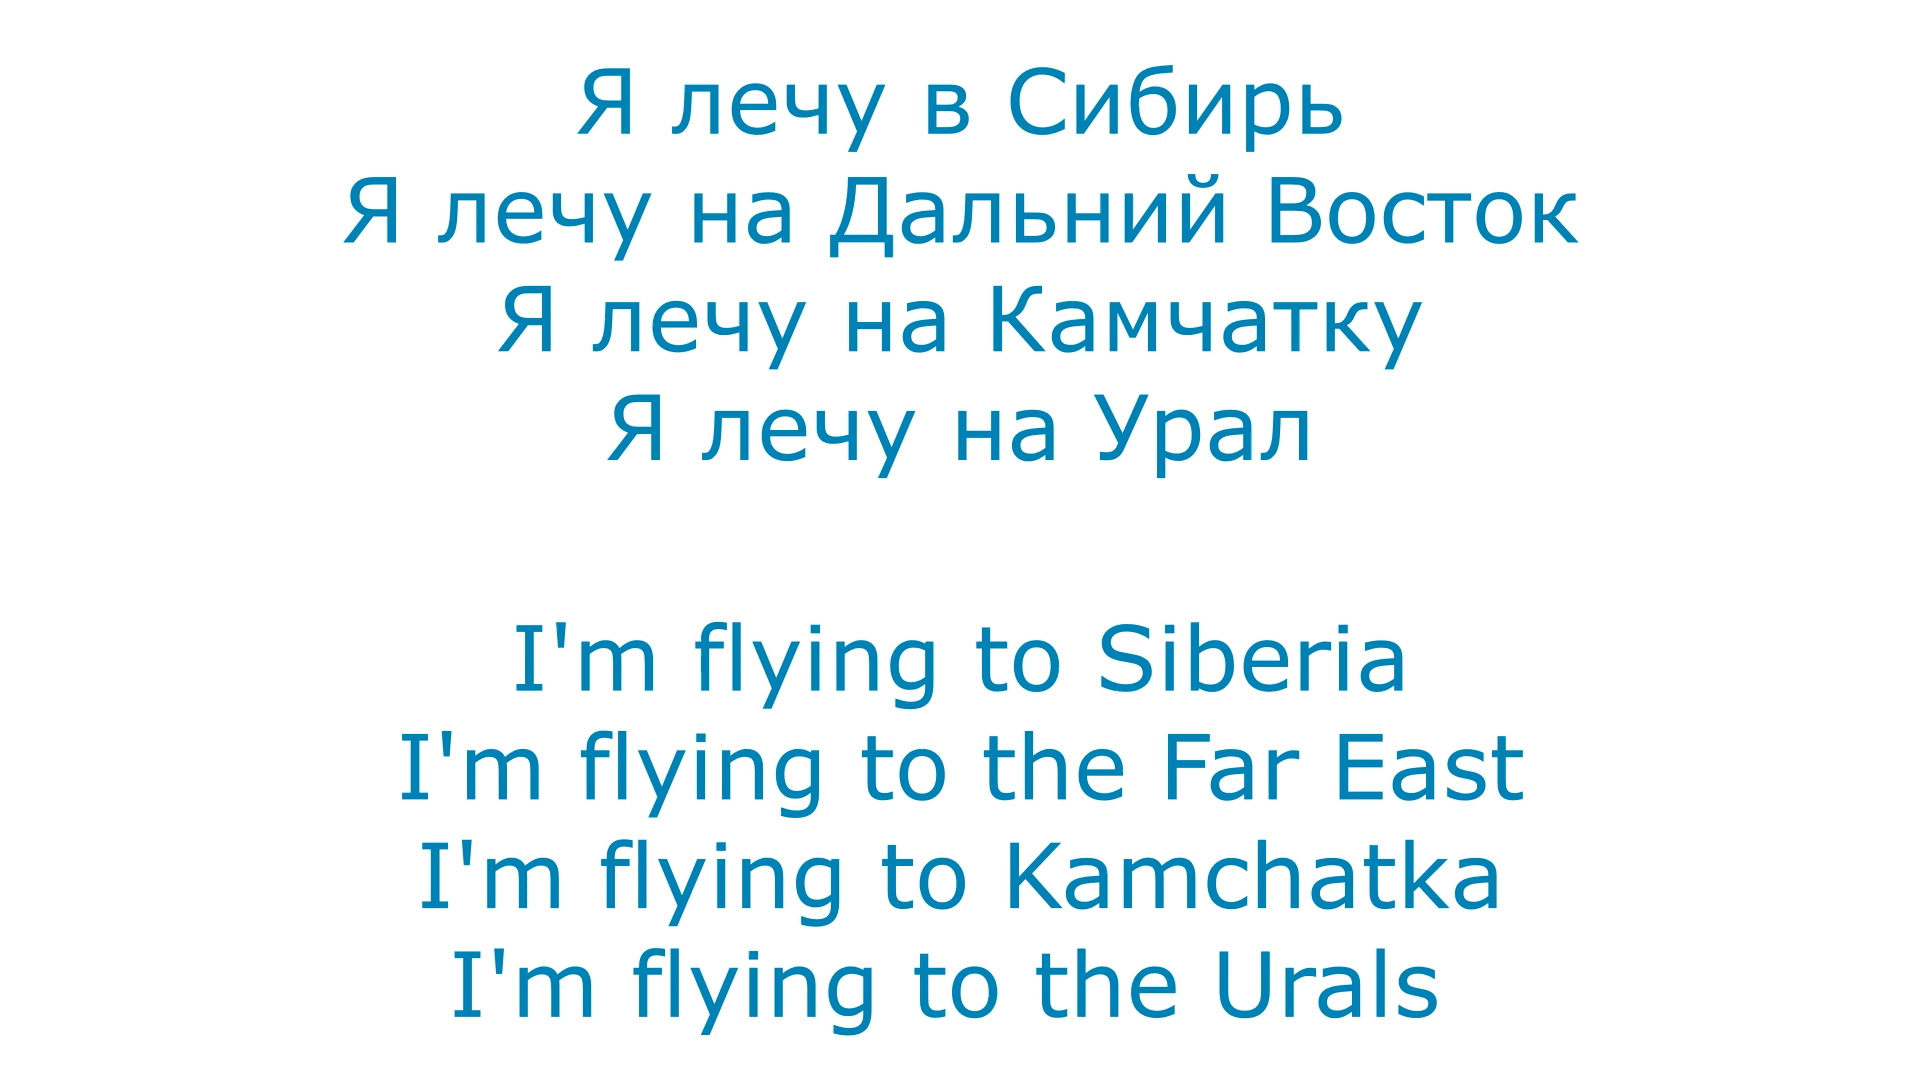 Я лечу в Сибирь
Я лечу на Дальний Восток
Я лечу на Камчатку
Я лечу на Урал
I'm flying to Siberia
I'm flying to the Far East
I'm flying to Kamchatka
I'm flying to the Urals